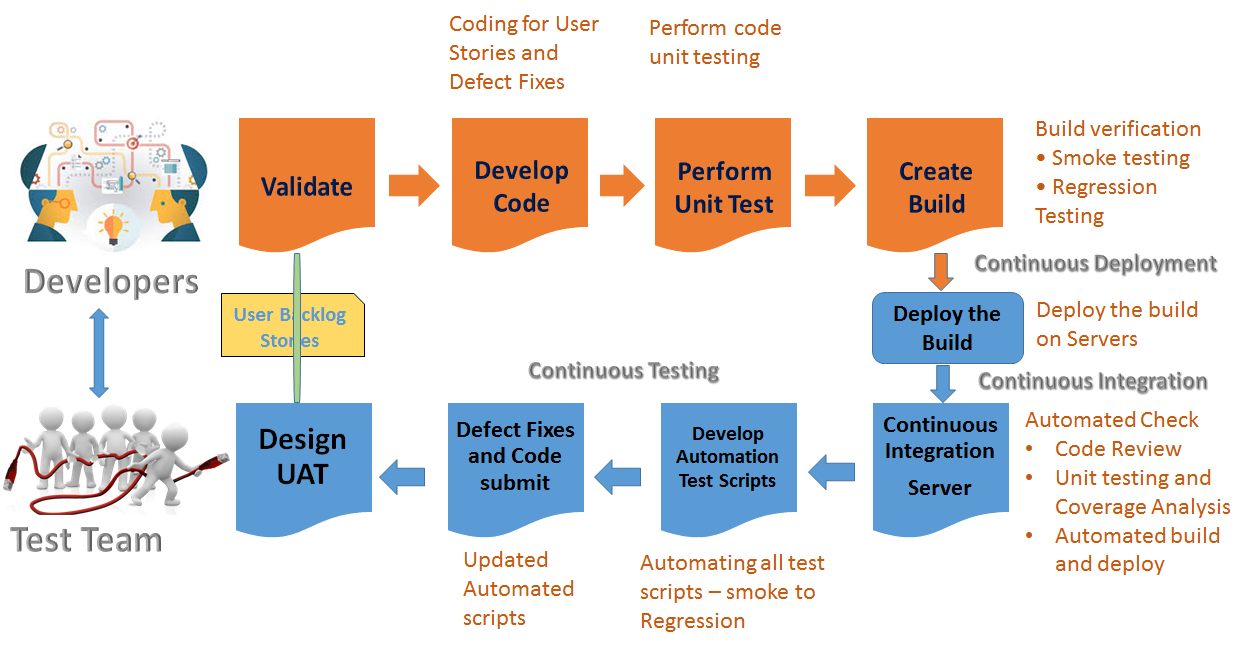 Coding for User
Stories and
Defect Fixes
Perform code
unit testing
Validate
Develop
Code
Perform
Unit Test
Create
Build
Build verification
• Smoke testing
• Regression
Testing
Developers
Continuous Deployment
User Backlog
Stories
Deploy the
Build
Deploy the build
on Servers
Continuous Testing
Continuous Integration
Design
UAT
Defect Fixes
and Code
submit
Develop
Automation
Test Scripts
Continuous
Integration
Server
Automated Check
• Code Review
• Unit testing and
Coverage Analysis
• Automated build
and deploy
Test Team
Updated
Automated
scripts
Automating all test
scripts – smoke to
Regression